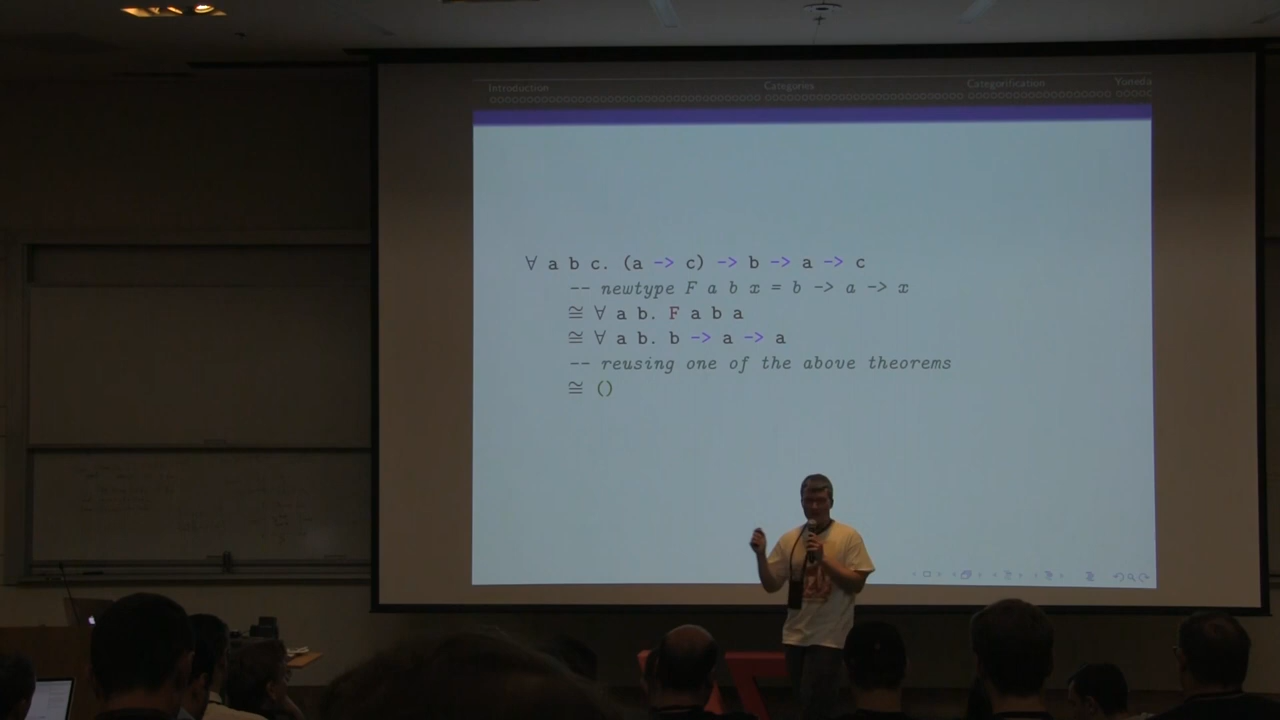 Introduction Categories Categorification Yoneda
∀ a b c. (a -> c) -> b -> a -> c
-- newtype F a b x = b -> a -> x
≅ ∀ a b. F a b a
≅ ∀ a b. b -> a -> a
-- reusing one of the above theorems
≅ ()